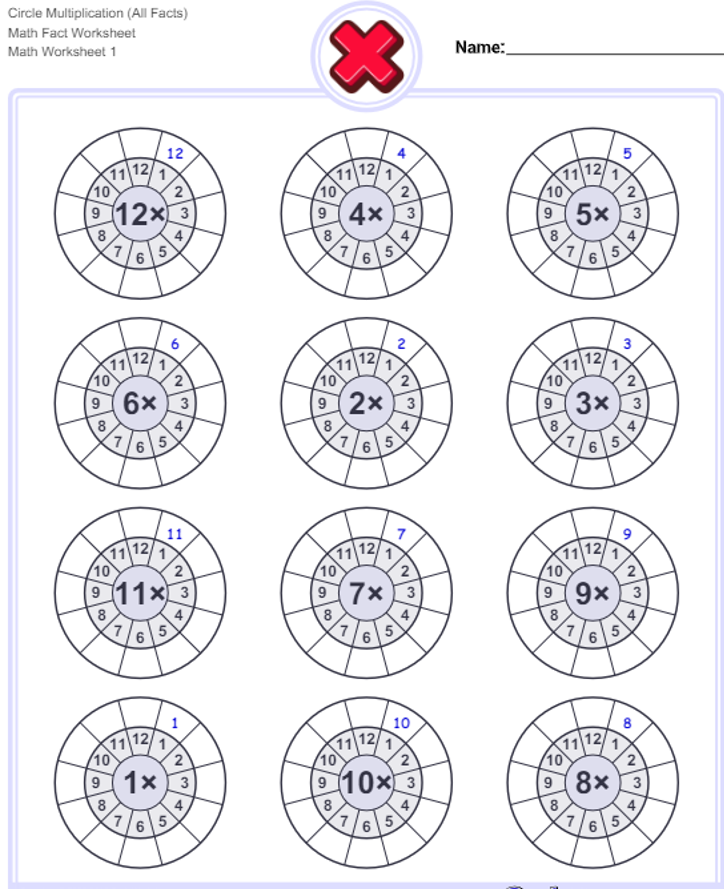 Circle Multiplication (All Facts)
Math Fact Worksheet
Math Worksheet 1
Name:
12 4 5
12 1 2 3 4 5 6 7 8 9 10 11
12×
12 1 2 3 4 5 6 7 8 9 10 11
4×
12 1 2 3 4 5 6 7 8 9 10 11
5×
6 2 3
12 1 2 3 4 5 6 7 8 9 10 11
6×
12 1 2 3 4 5 6 7 8 9 10 11
2×
12 1 2 3 4 5 6 7 8 9 10 11
3×
11 7 9
12 1 2 3 4 5 6 7 8 9 10 11
11×
12 1 2 3 4 5 6 7 8 9 10 11
7×
12 1 2 3 4 5 6 7 8 9 10 11
9×
1 10 8
12 1 2 3 4 5 6 7 8 9 10 11
1×
12 1 2 3 4 5 6 7 8 9 10 11
10×
12 1 2 3 4 5 6 7 8 9 10 11
8×